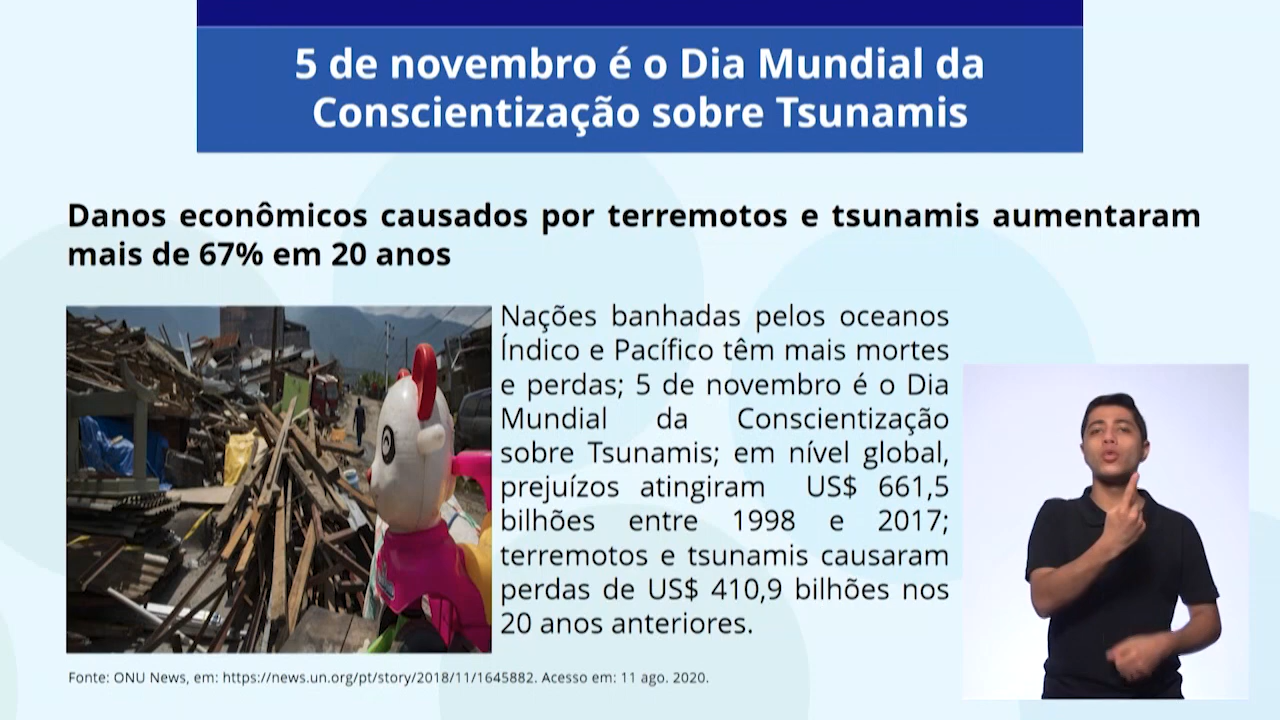 5 de novembro é o Dia Mundial da
Conscientização sobre Tsunamis
Danos econômicos causados por terremotos e tsunamis aumentaram
mais de 67% em 20 anos
Nações banhadas pelos oceanos
Índico e Pacífico têm mais mortes
e perdas; 5 de novembro é o Dia
Mundial da Conscientização
sobre Tsunamis; em nível global,
prejuízos atingiram US$ 661,5
bilhões entre 1998 e 2017;
terremotos e tsunamis causaram
perdas de US$ 410,9 bilhões nos
20 anos anteriores.
Fonte: ONU News, em: https://news.un.org/pt/story/2018/11/1645882. Acesso em: 11 ago. 2020.